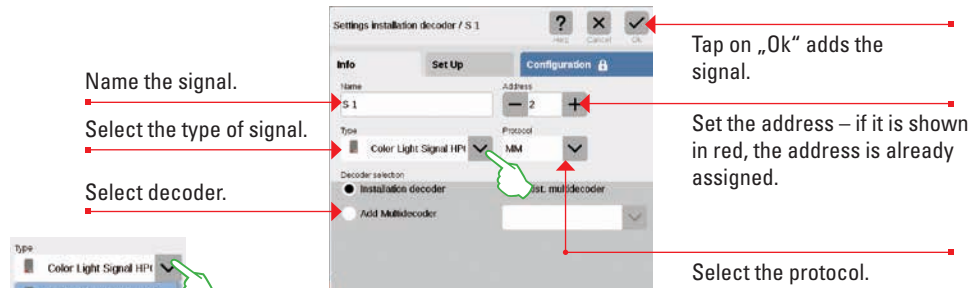 Settings installation decoder / S 1
Help Cancel Ok
Tap on „Ok" adds the
signal.
Info Set Up Configuration
Name the signal.
Name Address
S 1 2
Set the address – if it is shown
in red, the address is already
assigned.
Select the type of signal.
Type Protocol
Color Light Signal HP MM
Decoder selection
Installation decoder ist. multidecoder
Select decoder.
Add Multidecoder
Select the protocol.
Type
Color Light Signal HP